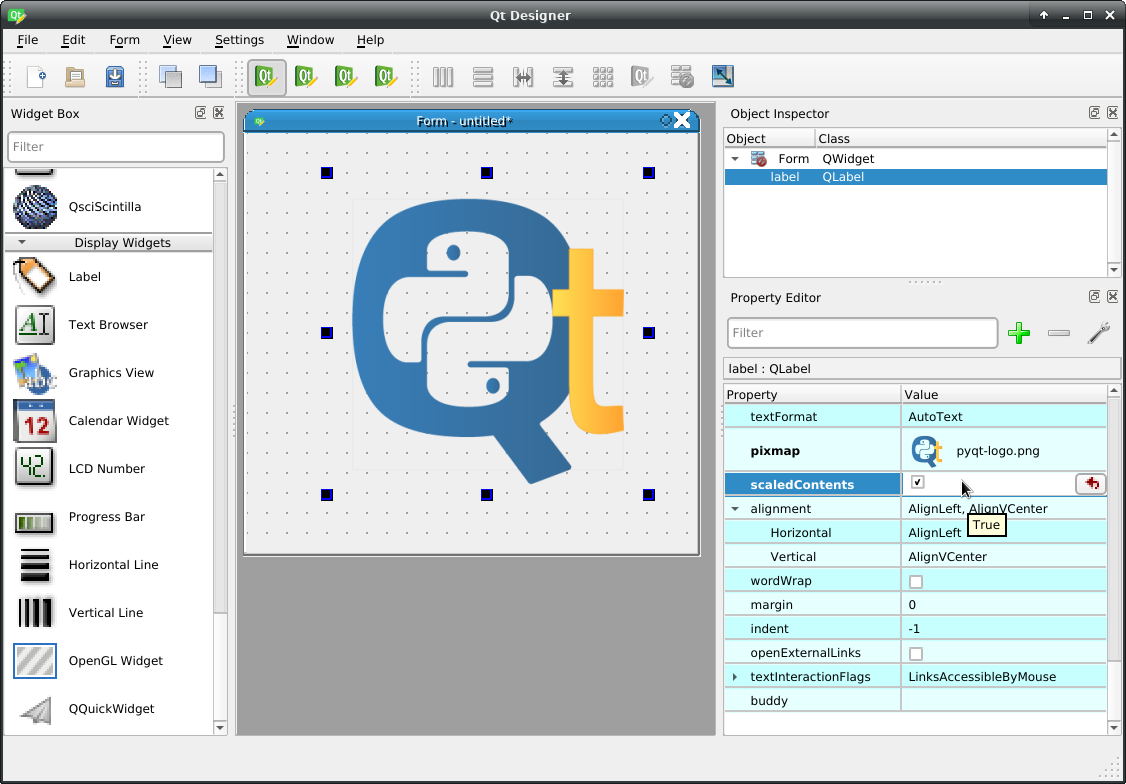 Qt Designer
File Edit Form View Settings Window Help
Widget Box
Filter
QsciScintilla
Display Widgets
Label
Text Browser
Graphics View
Calendar Widget
12
LCD Number
42
Progress Bar
Horizontal Line
Vertical Line
OpenGL Widget
QQuickWidget
Form - untitled*
Qt
Object Inspector
Object Class
Form QWidget
label QLabel
Property Editor
Filter
label : QLabel
Property Value
textFormat AutoText
pixmap pyqt-logo.png
scaledContents
alignment AlignLeft, AlignVCenter
True
Horizontal AlignLeft
Vertical AlignVCenter
wordWrap
margin 0
indent -1
openExternalLinks
textInteractionFlags LinksAccessibleByMouse
buddy